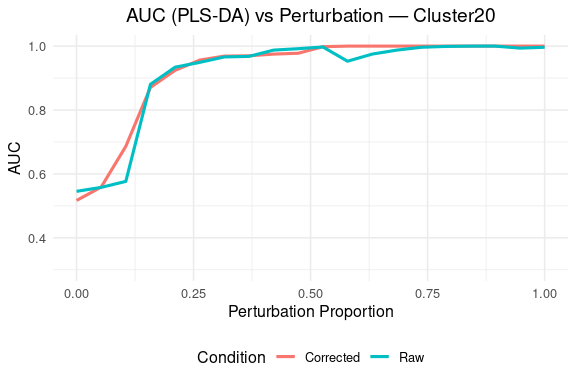 AUC (PLS-DA) vs Perturbation — Cluster20
AUC
1.0
0.8
0.6
0.4
0.00 0.25 0.50 0.75 1.00
Perturbation Proportion
Condition Corrected Raw